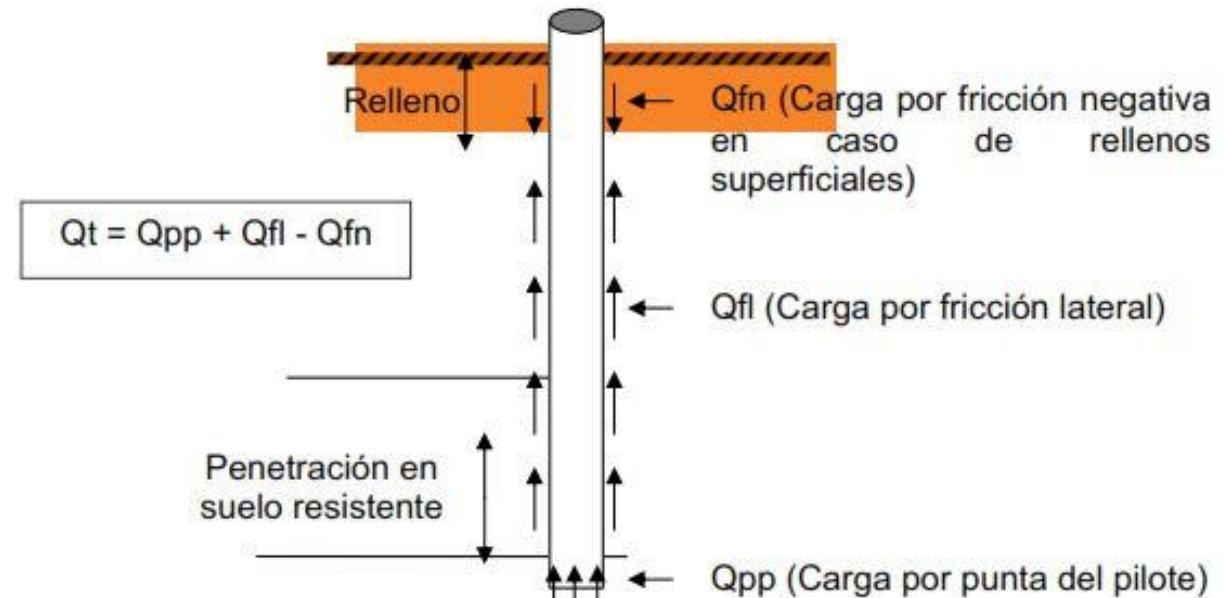 Relleno
Qfn (Carga por fricción negativa
en caso de rellenos
superficiales)
Qt = Qpp + Qfl - Qfn
Qfl (Carga por fricción lateral)
Penetración en
suelo resistente
Qpp (Carga por punta del pilote)